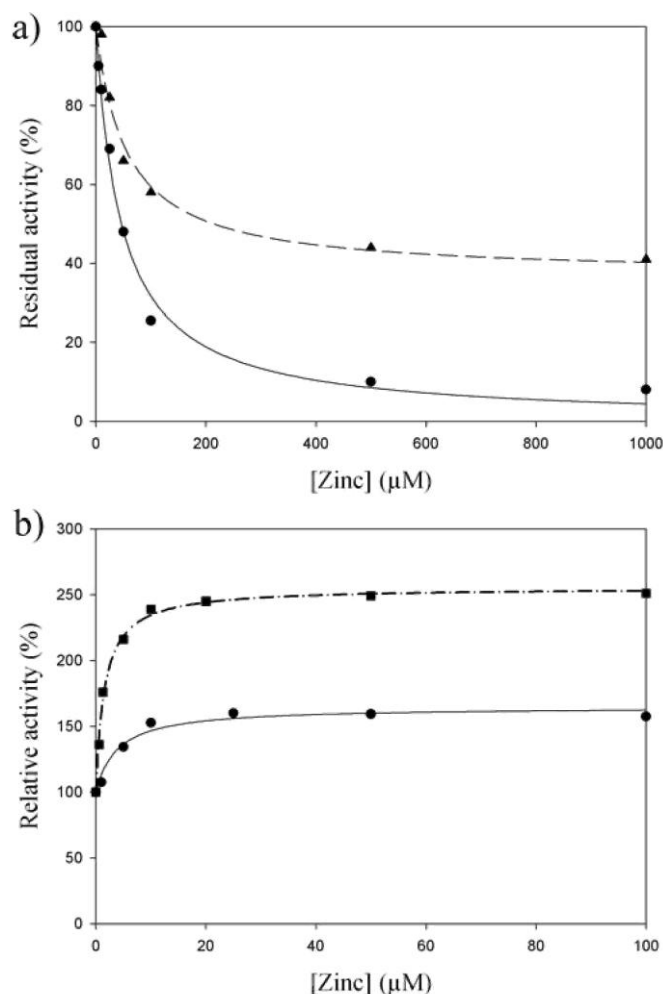 a)
100
80
60
40
20
0
Residual activity (%)
0 200 400 600 800 1000
[Zinc] (µM)
b)
300
250
200
150
100
50
0
Relative activity (%)
0 20 40 60 80 100
[Zinc] (µM)